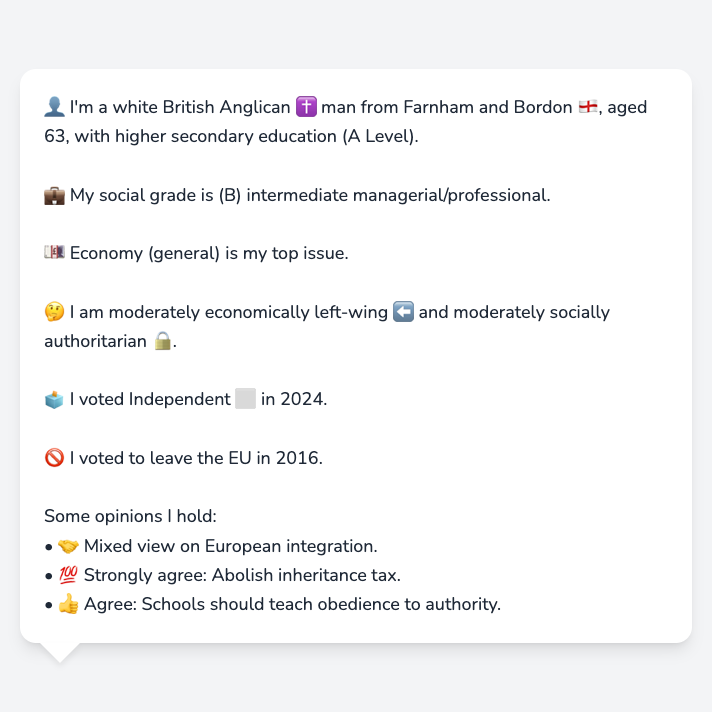 👤 I'm a white British Anglican ✝️ man from Farnham and Bordon 🏴󠁧󠁢󠁥󠁮󠁧󠁿, aged
63, with higher secondary education (A Level).
💼 My social grade is (B) intermediate managerial/professional.
💷 Economy (general) is my top issue.
🤔 I am moderately economically left-wing ⬅️ and moderately socially
authoritarian 🔒.
🗳️ I voted Independent ⬜ in 2024.
🚫 I voted to leave the EU in 2016.
Some opinions I hold:
• 🤝 Mixed view on European integration.
• 💯 Strongly agree: Abolish inheritance tax.
• 👍 Agree: Schools should teach obedience to authority.